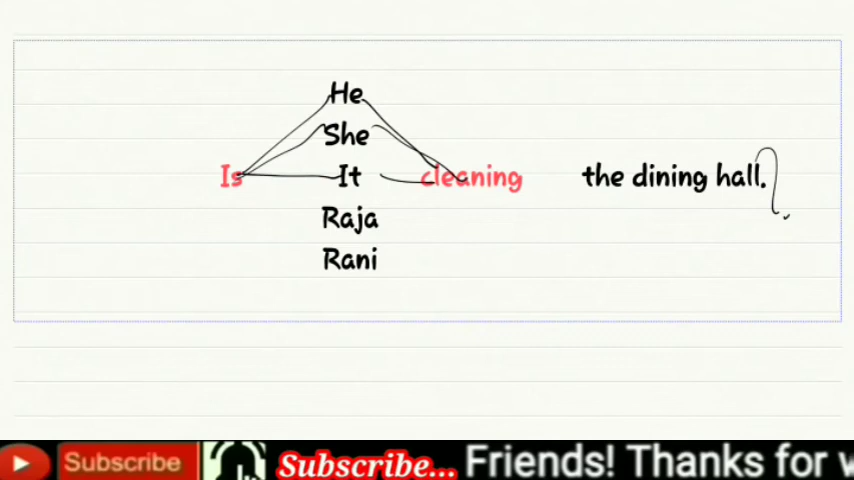 He
She
Is It cleaning the dining hall.?
Raja
Rani
Subscribe Subscribe... Friends! Thanks for